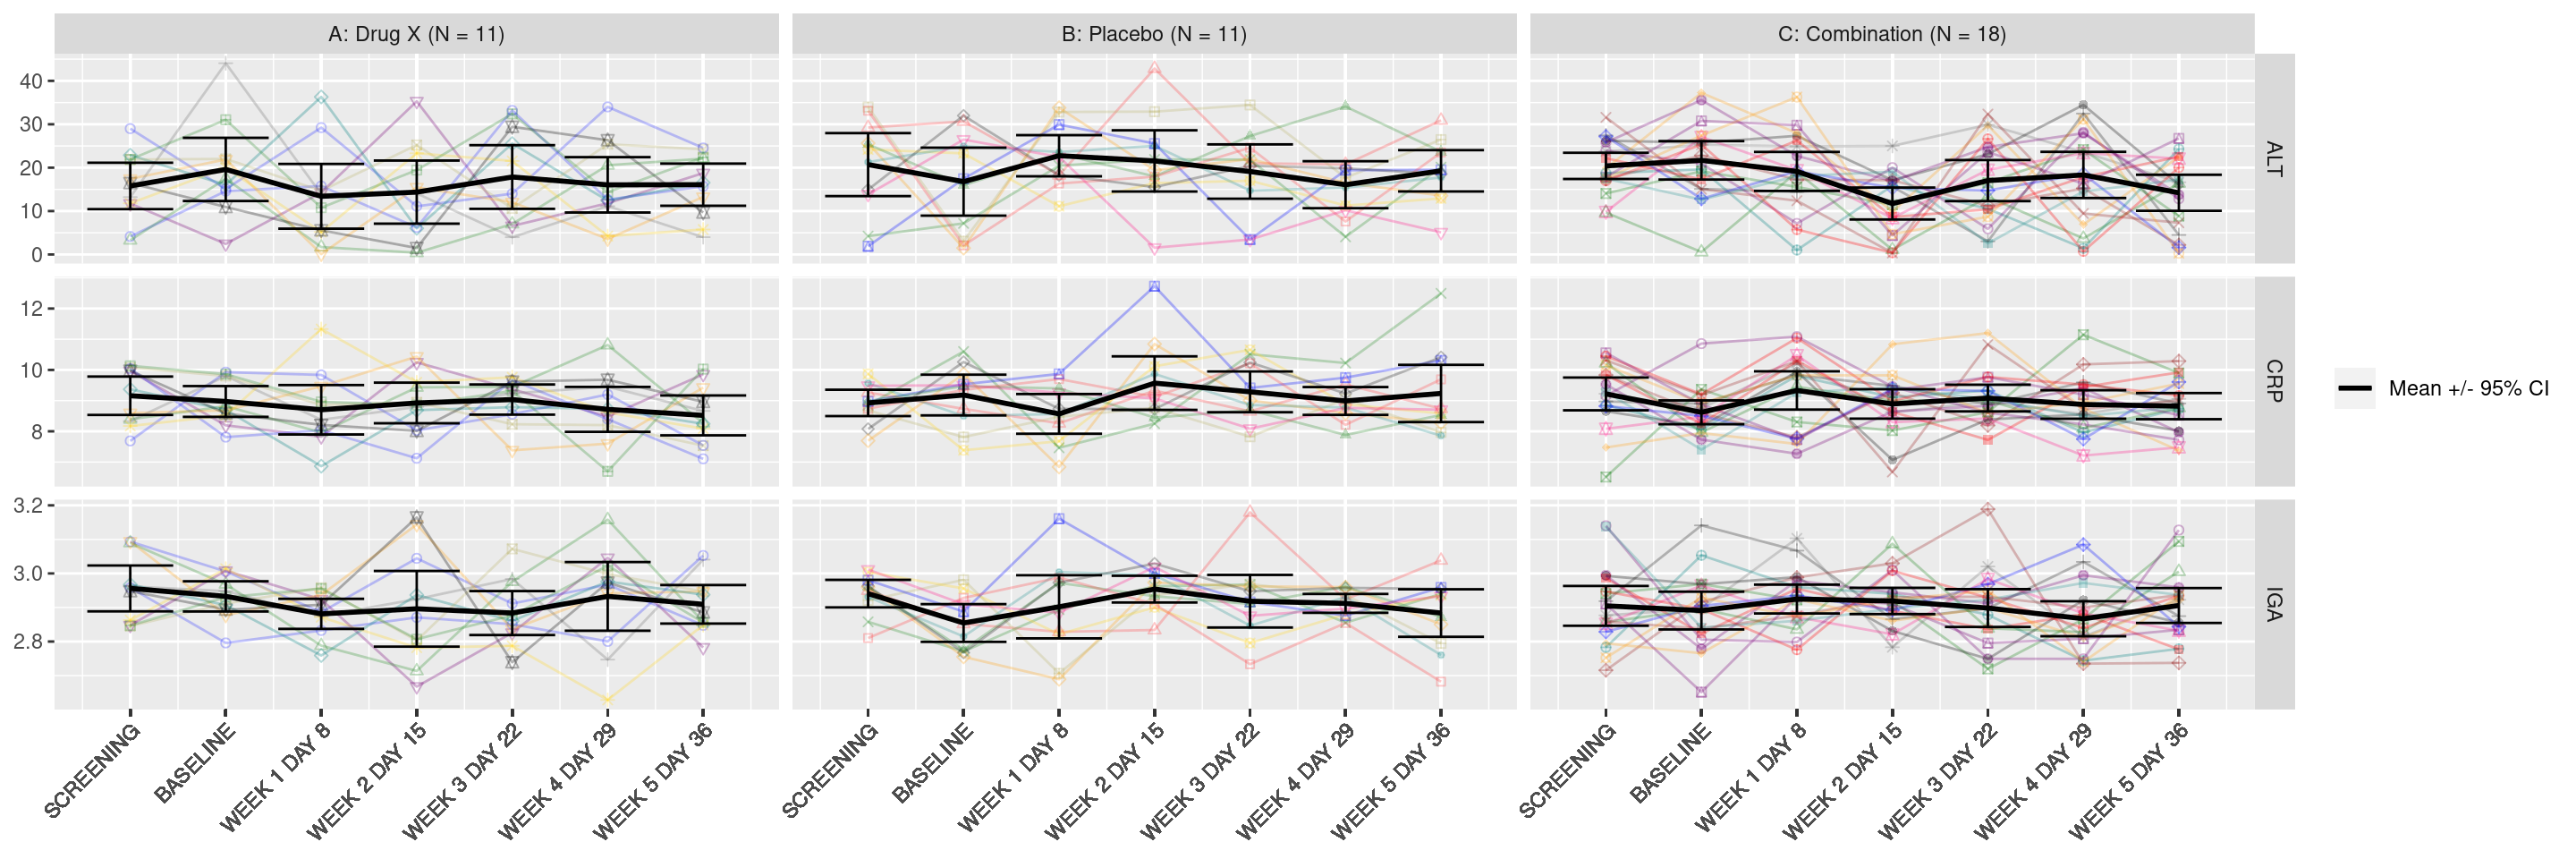 A: Drug X (N = 11)
B: Placebo (N = 11)
C: Combination (N = 18)
40
30
20
10
0
ALT
12
10
8
CRP
3.2
3.0
2.8
IGA
Mean +/- 95% CI
SCREENING
BASELINE
WEEK 1 DAY 8
WEEK 2 DAY 15
WEEK 3 DAY 22
WEEK 4 DAY 29
WEEK 5 DAY 36
SCREENING
BASELINE
WEEK 1 DAY 8
WEEK 2 DAY 15
WEEK 3 DAY 22
WEEK 4 DAY 29
WEEK 5 DAY 36
SCREENING
BASELINE
WEEK 1 DAY 8
WEEK 2 DAY 15
WEEK 3 DAY 22
WEEK 4 DAY 29
WEEK 5 DAY 36